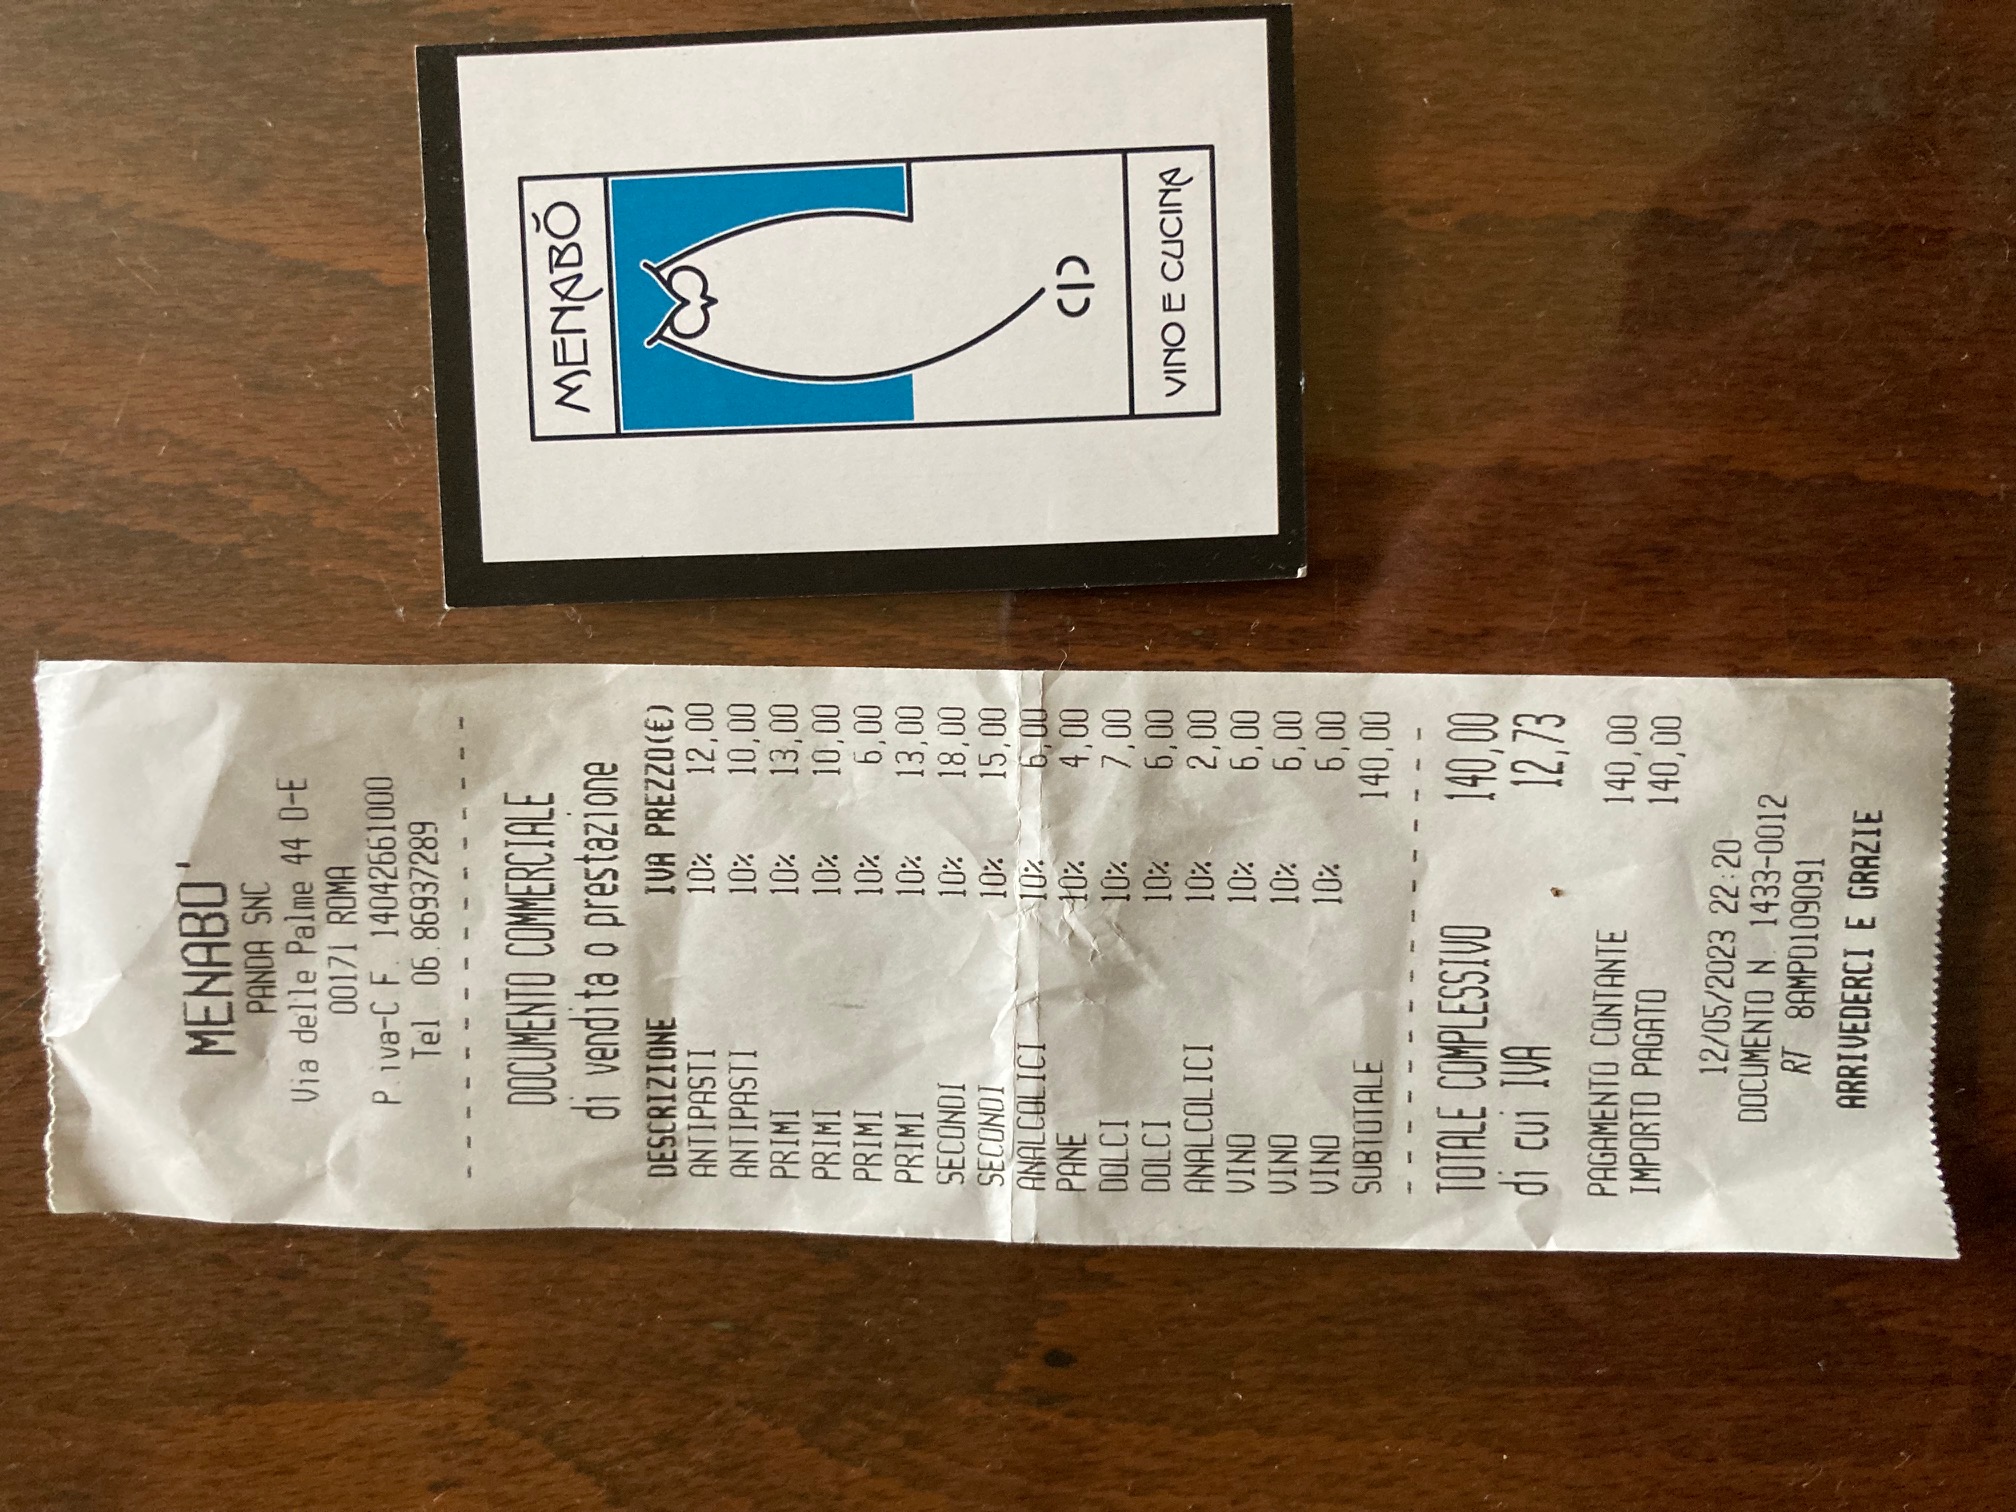 MENABÓ
VINO E CUCINA
MENABO'
PANDA SNC
Via delle Palme 44 D-E
00171 ROMA
P.iva-C F. 14042661000
Tel 06.86937289
DOCUMENTO COMMERCIALE
di vendita o prestazione
DESCRIZIONE IVA PREZZO(€)
ANTIPASTI 10% 12,00
ANTIPASTI 10% 10,00
PRIMI 10% 13,00
PRIMI 10% 10,00
PRIMI 10% 6,00
PRIMI 10% 13,00
SECONDI 10% 18,00
SECONDI 10% 15,00
ANALCOLICI 10% 6,00
PANE 10% 4,00
DOLCI 10% 7,00
DOLCI 10% 6,00
ANALCOLICI 10% 2,00
VINO 10% 6,00
VINO 10% 6,00
VINO 10% 6,00
SUBTOTALE 140,00
TOTALE COMPLESSIVO 140,00
di cui IVA 12,73
PAGAMENTO CONTANTE 140,00
IMPORTO PAGATO 140,00
12/05/2023 22:20
DOCUMENTO N 1433-0012
RT 8AMPD109091
ARRIVEDERCI E GRAZIE